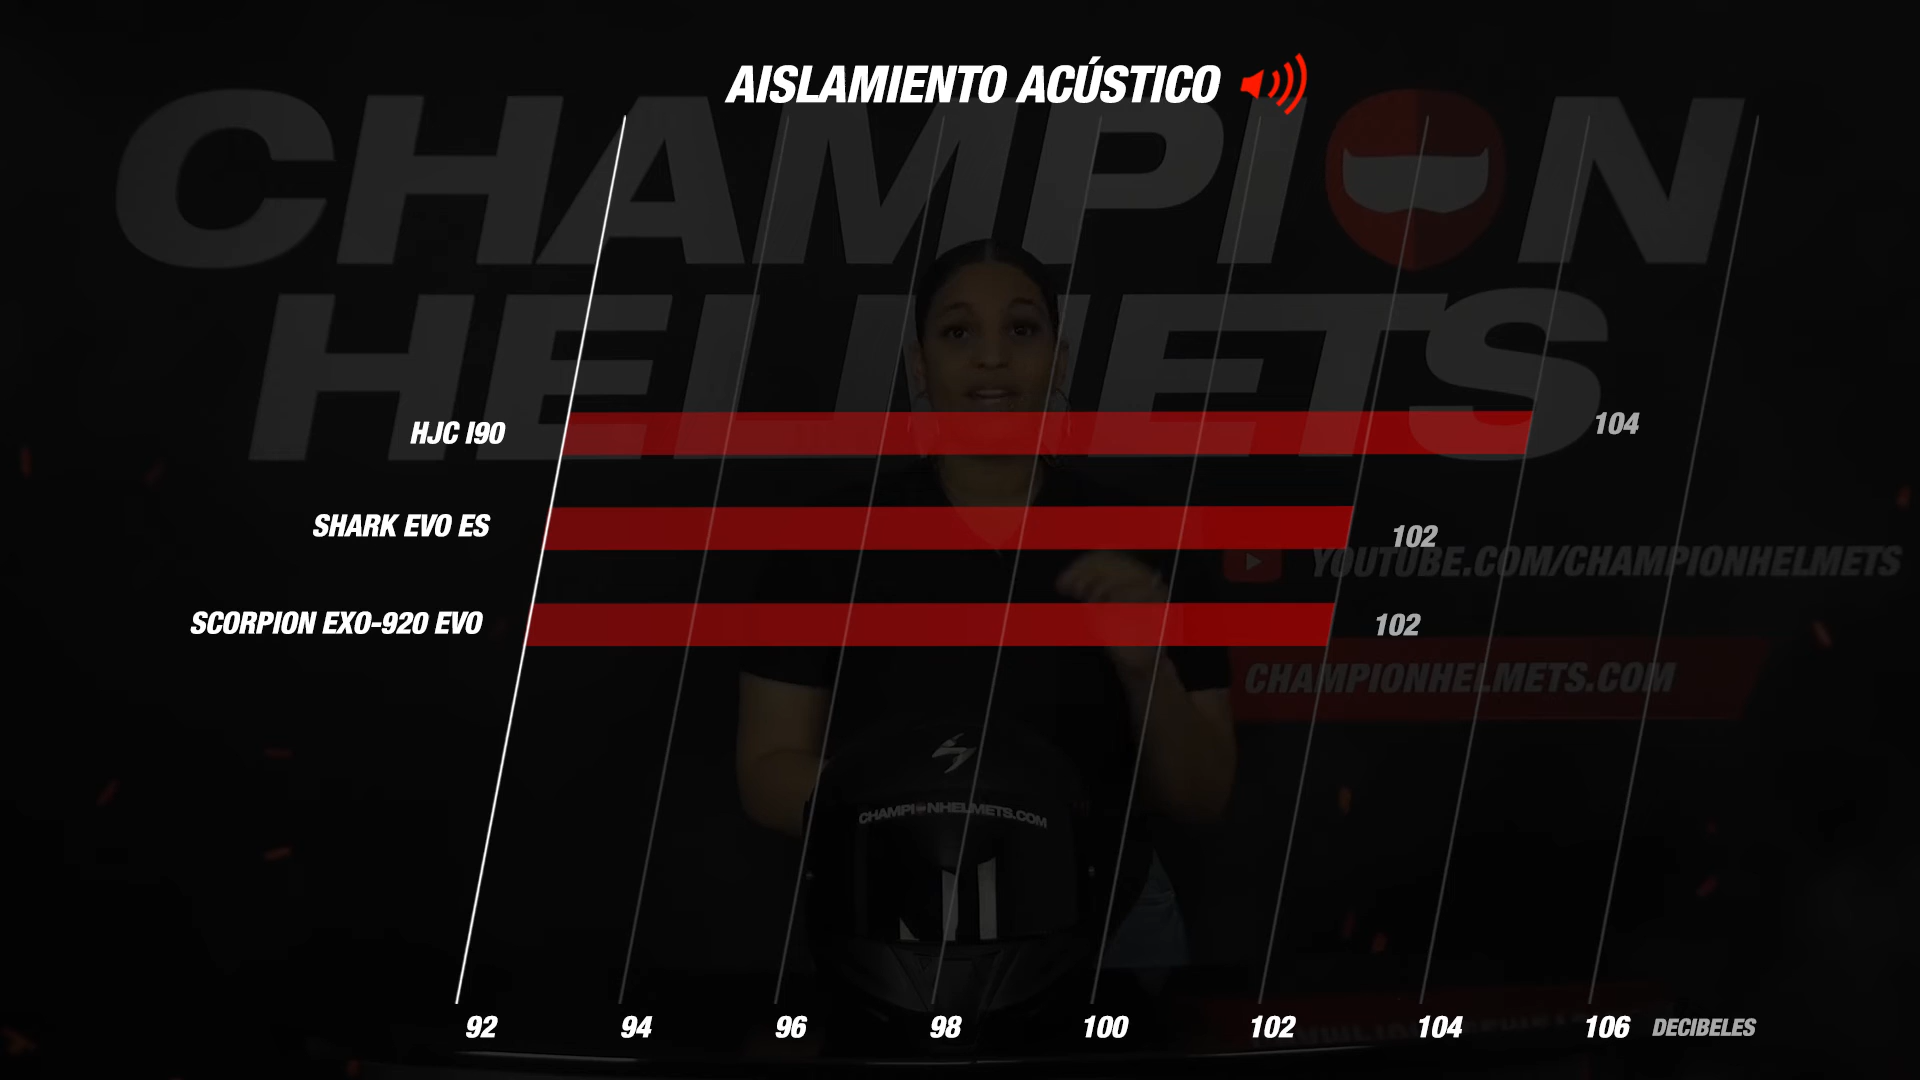 AISLAMIENTO ACÚSTICO
CHAMPION
HELMETS
HJC I90
104
SHARK EVO ES
102
YOUTUBE.COM/CHAMPIONHELMETS
SCORPION EXO-920 EVO
102
CHAMPIONHELMETS.COM
CHAMPIONHELMETS.COM
92 94 96 98 100 102 104 106 DECIBELES